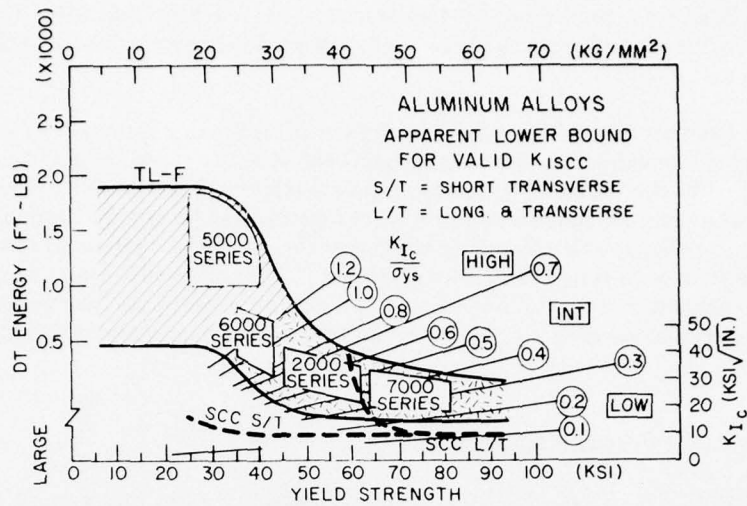 0 10 20 30 40 50 60 70 (KG/MM²)
(X1000)
ALUMINUM ALLOYS
APPARENT LOWER BOUND
FOR VALID K_ISCC
S/T = SHORT TRANSVERSE
L/T = LONG. & TRANSVERSE
2.5
2.0
1.5
1.0
0.5
DT ENERGY (FT-LB)
LARGE
TL-F
5000
SERIES
K_Ic
σys
HIGH
0.7
1.2
1.0
0.8
INT
6000
SERIES
0.6
0.5
0.4
0.3
2000
SERIES
7000
SERIES
0.2
LOW
0.1
SCC S/T
SCC L/T
50
40
30
20
10
0
K_Ic (KSI√IN.)
0 10 20 30 40 50 60 70 80 90 100 (KSI)
YIELD STRENGTH